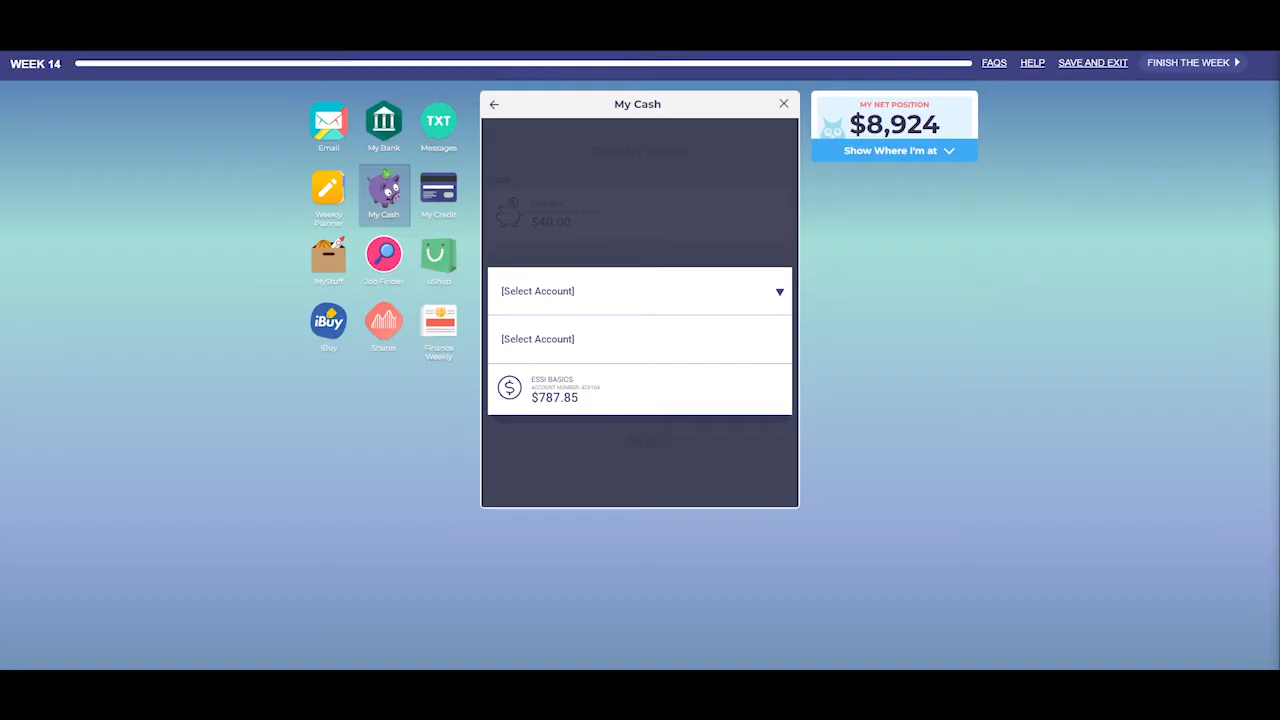 WEEK 14
FAQS
HELP
SAVE AND EXIT
FINISH THE WEEK
Email
My Bank
TXT
Messages
Weekly
Planner
My Cash
My Credit
MyStuff
Job Finder
uShop
iBuy
iBuy
Shares
Finance
Weekly
My Cash
$40.00
[Select Account]
[Select Account]
ESSI BASICS
$787.85
MY NET POSITION
$8,924
Show Where I'm at